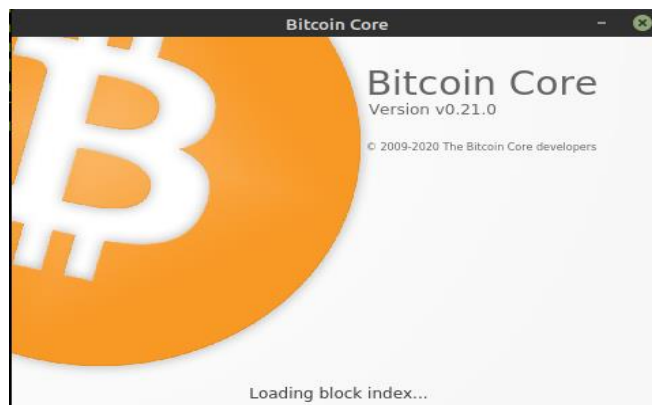 Bitcoin Core
Bitcoin Core
Version v0.21.0
© 2009-2020 The Bitcoin Core developers
Loading block index...